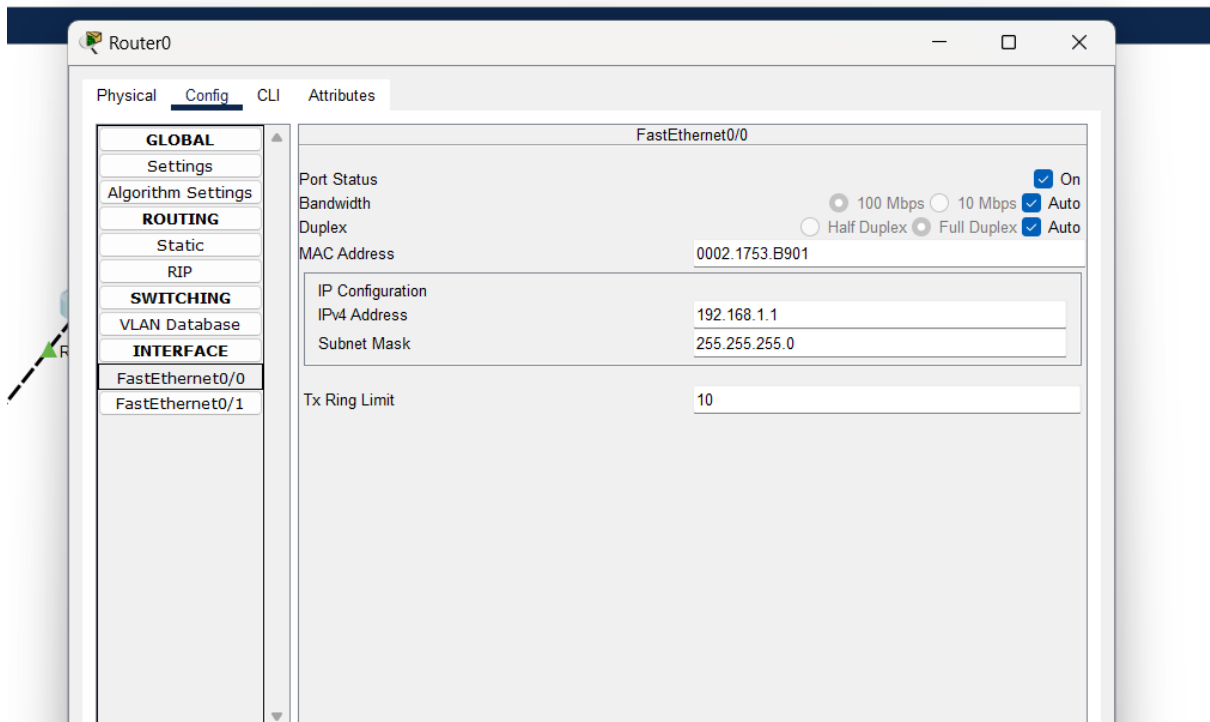 Router0
Physical Config CLI Attributes
GLOBAL
Settings
Algorithm Settings
ROUTING
Static
RIP
SWITCHING
VLAN Database
INTERFACE
FastEthernet0/0
FastEthernet0/1
FastEthernet0/0
Port Status On
Bandwidth 100 Mbps 10 Mbps Auto
Duplex Half Duplex Full Duplex Auto
MAC Address 0002.1753.B901
IP Configuration
IPv4 Address 192.168.1.1
Subnet Mask 255.255.255.0
Tx Ring Limit 10
R